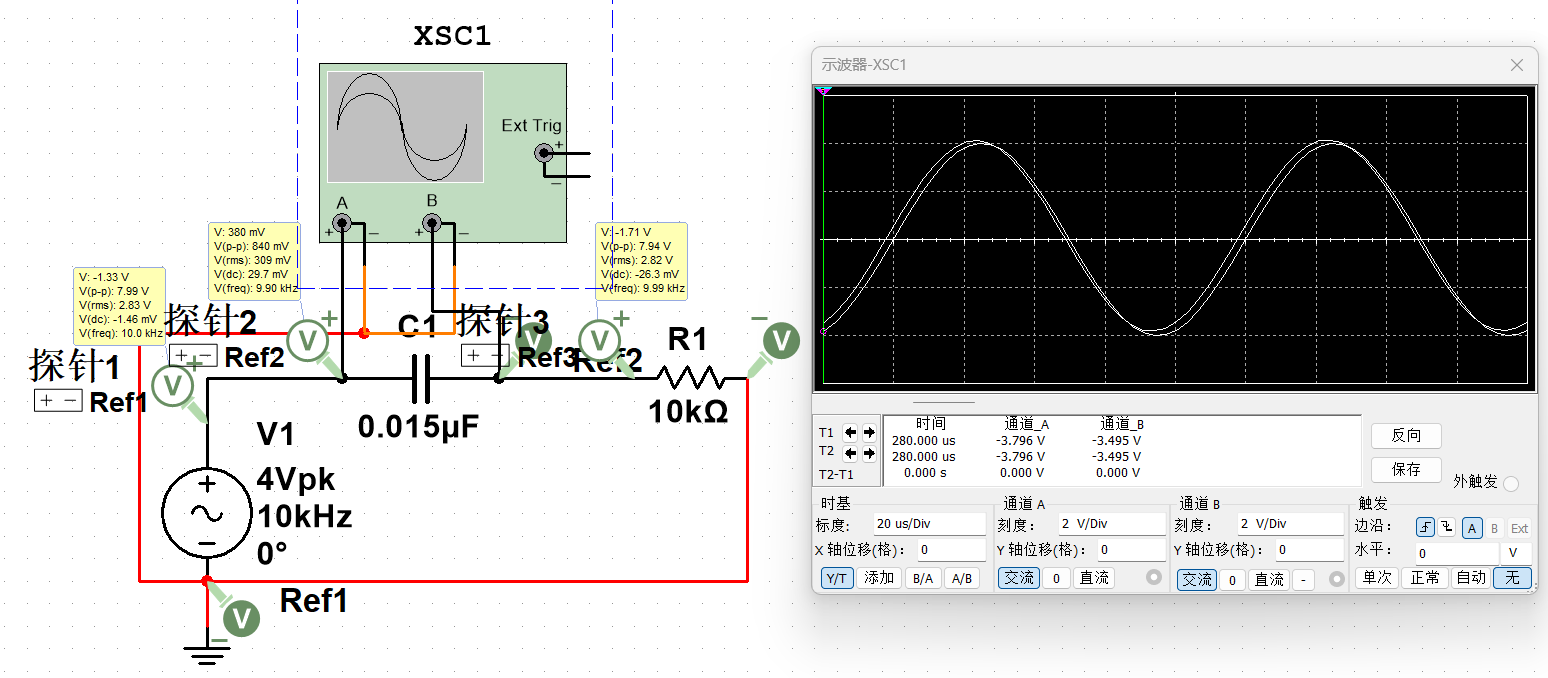 XSC1
Ext Trig
+
−
A
B
+
−
+
−
V: 380 mV
V(p-p): 840 mV
V(rms): 309 mV
V(dc): 29.7 mV
V(freq): 9.90 kHz
V: -1.71 V
V(p-p): 7.94 V
V(rms): 2.82 V
V(dc): -26.3 mV
V(freq): 9.99 kHz
V: -1.33 V
V(p-p): 7.99 V
V(rms): 2.83 V
V(dc): -1.46 mV
V(freq): 10.0 kHz
探针2
+ −
Ref2
V
+
C1
探针3
+ −
Ref3
V
V
+
Ref2
R1
V
−
探针1
+ −
Ref1
V
+
0.015µF
10kΩ
V1
4Vpk
10kHz
0°
+
−
Ref1
V
−
示波器-XSC1
T1
T2
T2-T1
时间 通道_A 通道_B
280.000 us -3.796 V -3.495 V
280.000 us -3.796 V -3.495 V
0.000 s 0.000 V 0.000 V
反向
保存
外触发
时基
标度: 20 us/Div
X 轴位移(格): 0
Y/T 添加 B/A A/B
通道 A
刻度: 2 V/Div
Y 轴位移(格): 0
交流 0 直流
通道 B
刻度: 2 V/Div
Y 轴位移(格): 0
交流 0 直流 -
触发
边沿: A B Ext
水平: 0 V
单次 正常 自动 无